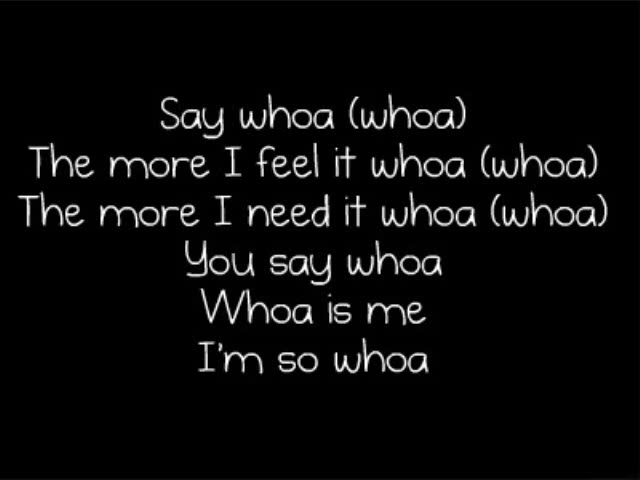 Say whoa (whoa)
The more I feel it whoa (whoa)
The more I need it whoa (whoa)
You say whoa
Whoa is me
I'm so whoa